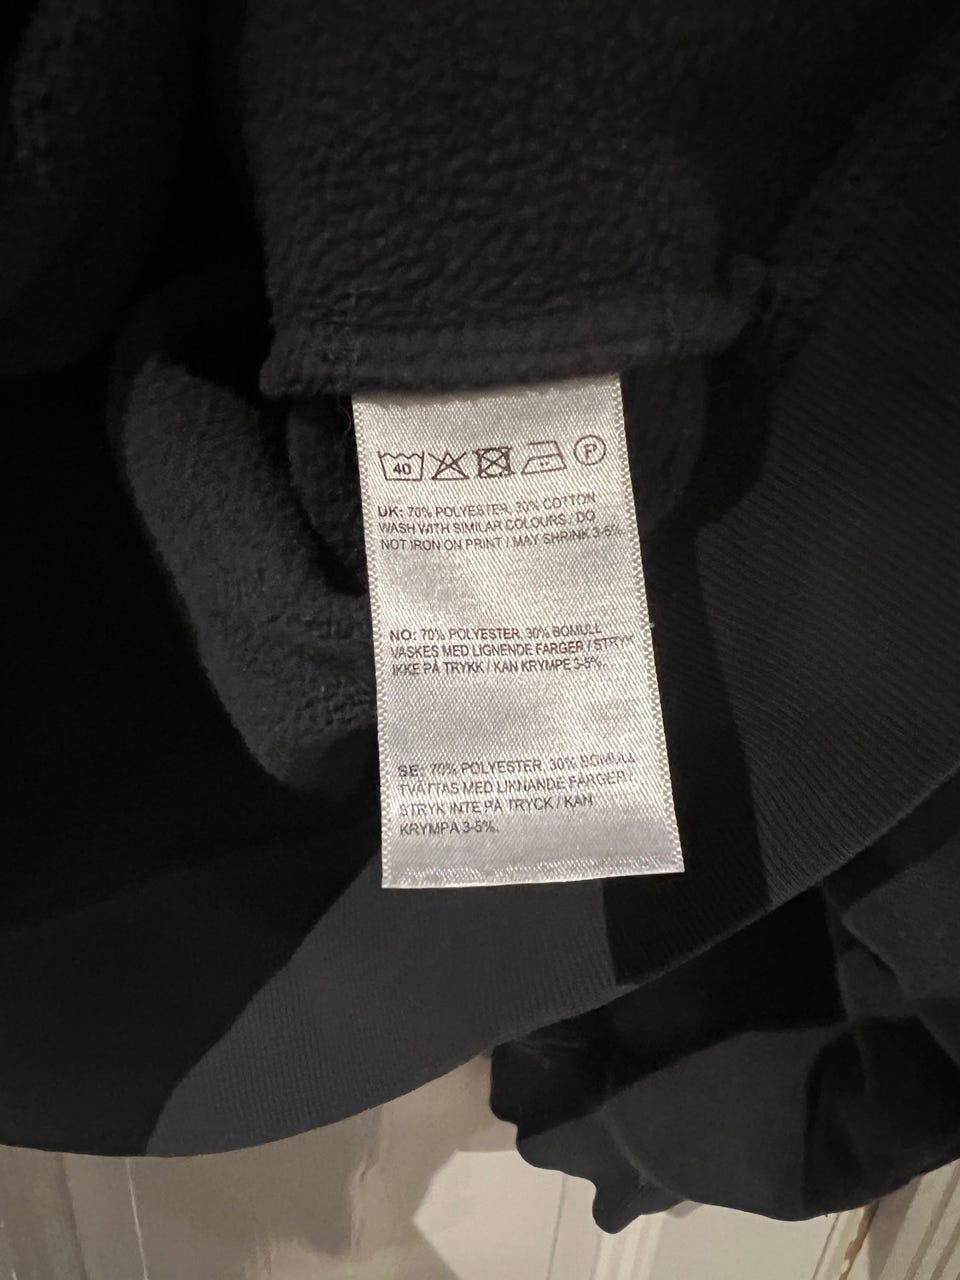 40 P
UK: 70% POLYESTER, 30% COTTON
WASH WITH SIMILAR COLOURS / DO
NOT IRON ON PRINT / MAY SHRINK 3-5%.
NO: 70% POLYESTER, 30% BOMULL
VASKES MED LIGNENDE FARGER / STRYK
IKKE PÅ TRYKK / KAN KRYMPE 3-5%.
SE: 70% POLYESTER, 30% BOMULL
TVÄTTAS MED LIKNANDE FÄRGER /
STRYK INTE PÅ TRYCK / KAN
KRYMPA 3-5%.